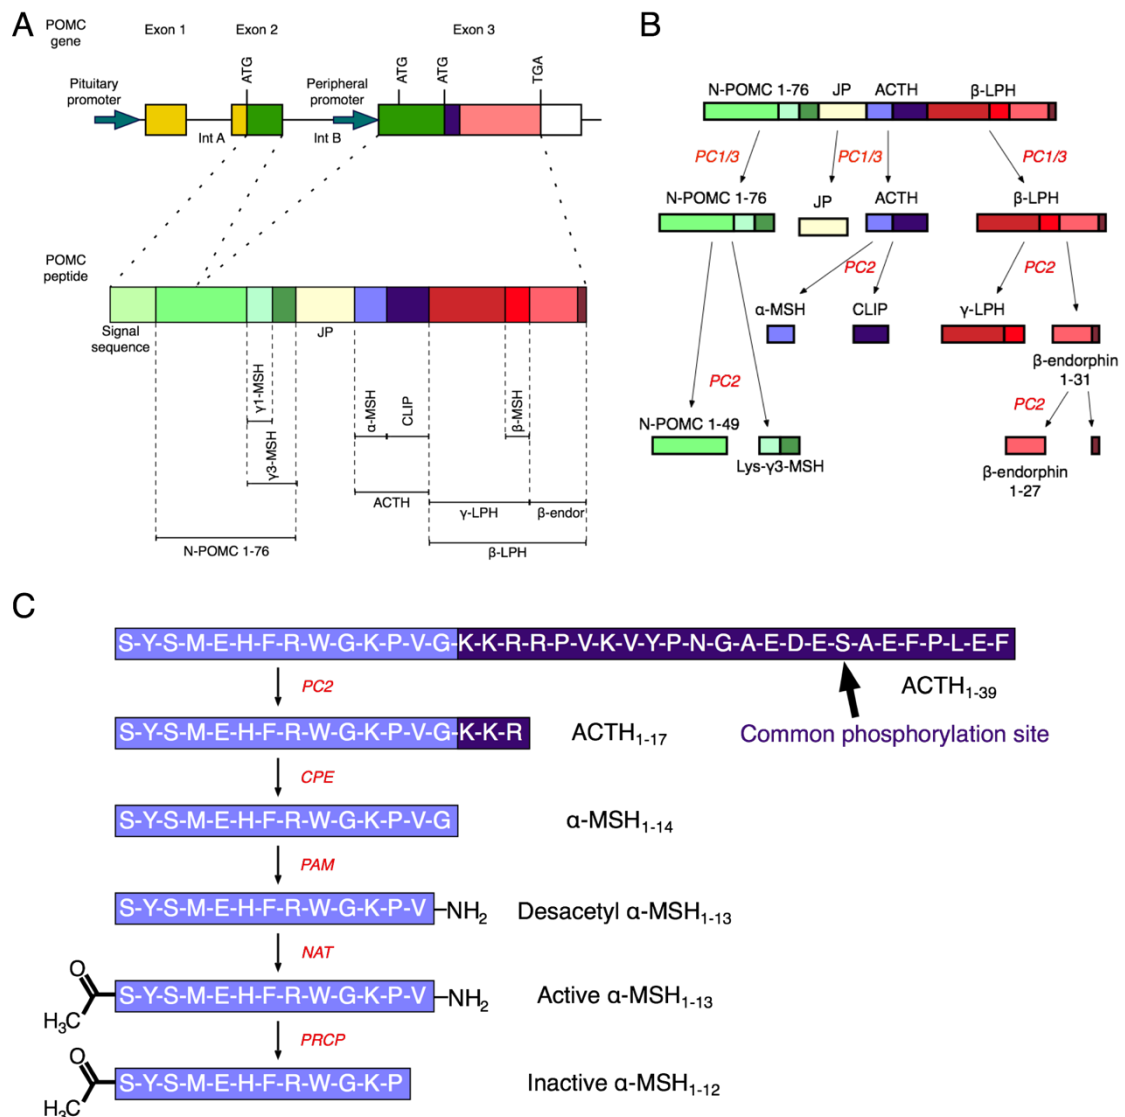 A
POMC
gene
Exon 1
Exon 2
Exon 3
Pituitary
promoter
ATG
Peripheral
promoter
ATG
ATG
TGA
Int A
Int B
POMC
peptide
Signal
sequence
JP
γ1-MSH
γ3-MSH
α-MSH
CLIP
β-MSH
ACTH
γ-LPH
β-endor
N-POMC 1-76
β-LPH
B
N-POMC 1-76
JP
ACTH
β-LPH
PC1/3
PC1/3
PC1/3
N-POMC 1-76
JP
ACTH
β-LPH
PC2
PC2
α-MSH
CLIP
γ-LPH
β-endorphin
1-31
PC2
PC2
N-POMC 1-49
Lys-γ3-MSH
β-endorphin
1-27
C
S-Y-S-M-E-H-F-R-W-G-K-P-V-G-K-K-R-R-P-V-K-V-Y-P-N-G-A-E-D-E-S-A-E-F-P-L-E-F
PC2
ACTH1-39
S-Y-S-M-E-H-F-R-W-G-K-P-V-G-K-K-R
ACTH1-17
Common phosphorylation site
CPE
S-Y-S-M-E-H-F-R-W-G-K-P-V-G
α-MSH1-14
PAM
S-Y-S-M-E-H-F-R-W-G-K-P-V-NH2
Desacetyl α-MSH1-13
NAT
O
H3C
S-Y-S-M-E-H-F-R-W-G-K-P-V-NH2
Active α-MSH1-13
PRCP
O
H3C
S-Y-S-M-E-H-F-R-W-G-K-P
Inactive α-MSH1-12